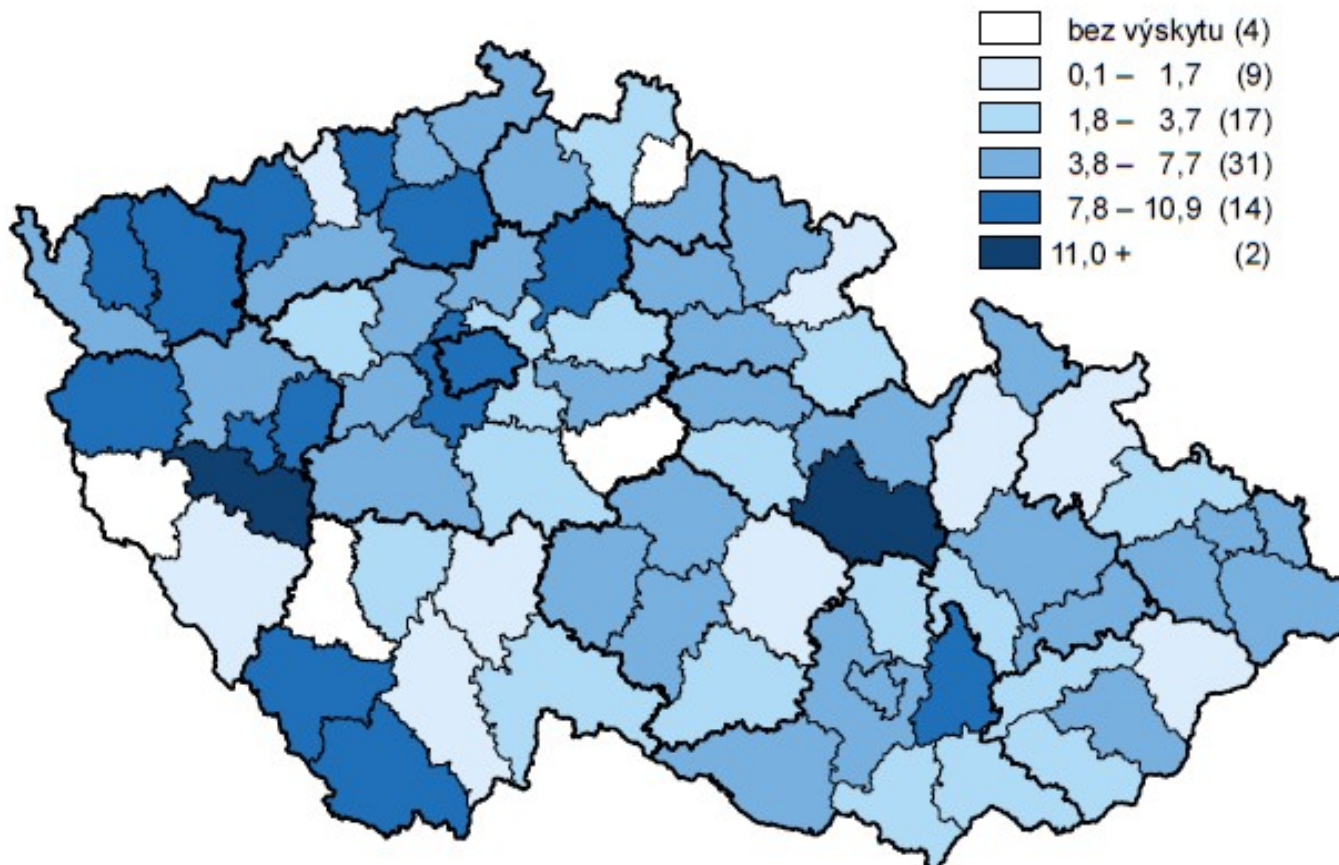 bez výskytu (4)
0,1 – 1,7 (9)
1,8 – 3,7 (17)
3,8 – 7,7 (31)
7,8 – 10,9 (14)
11,0 + (2)